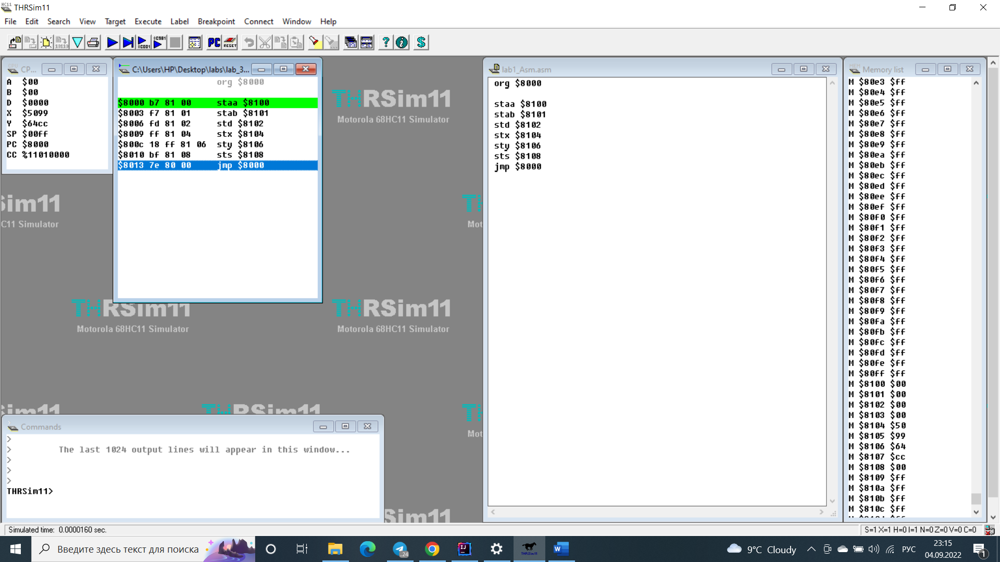 THRSim11
File Edit Search View Target Execute Label Breakpoint Connect Window Help
CP...
A $00
B $00
D $0000
X $5099
Y $64cc
SP $00ff
PC $8000
CC %11010000
C:\Users\HP\Desktop\labs\lab_3...
org $8000
$8000 b7 81 00 staa $8100
$8003 f7 81 01 stab $8101
$8006 fd 81 02 std $8102
$8009 ff 81 04 stx $8104
$800c 18 ff 81 06 sty $8106
$8010 bf 81 08 sts $8108
$8013 7e 80 00 jmp $8000
THRSim11
Motorola 68HC11 Simulator
Sim11
C11 Simulator
TH
Mot
THRSim11
Motorola 68HC11 Simulator
THRSim11
Motorola 68HC11 Simulator
Sim11
THRSim11
TH
Mot
Sim11
lab1_Asm.asm
org $8000
staa $8100
stab $8101
std $8102
stx $8104
sty $8106
sts $8108
jmp $8000
Memory list
M $80e3 $ff
M $80e4 $ff
M $80e5 $ff
M $80e6 $ff
M $80e7 $ff
M $80e8 $ff
M $80e9 $ff
M $80ea $ff
M $80eb $ff
M $80ec $ff
M $80ed $ff
M $80ee $ff
M $80ef $ff
M $80f0 $ff
M $80f1 $ff
M $80f2 $ff
M $80f3 $ff
M $80f4 $ff
M $80f5 $ff
M $80f6 $ff
M $80f7 $ff
M $80f8 $ff
M $80f9 $ff
M $80fa $ff
M $80fb $ff
M $80fc $ff
M $80fd $ff
M $80fe $ff
M $80ff $ff
M $8100 $00
M $8101 $00
M $8102 $00
M $8103 $00
M $8104 $50
M $8105 $99
M $8106 $64
M $8107 $cc
M $8108 $00
M $8109 $ff
M $810a $ff
M $810b $ff
M $810c $ff
Commands
>
> The last 1024 output lines will appear in this window...
>
>
>
THRSim11>
Simulated time: 0.0000160 sec.
S=1 X=1 H=0 I=1 N=0 Z=0 V=0 C=0
Введите здесь текст для поиска
9°C Cloudy
РУС
23:15
04.09.2022
1